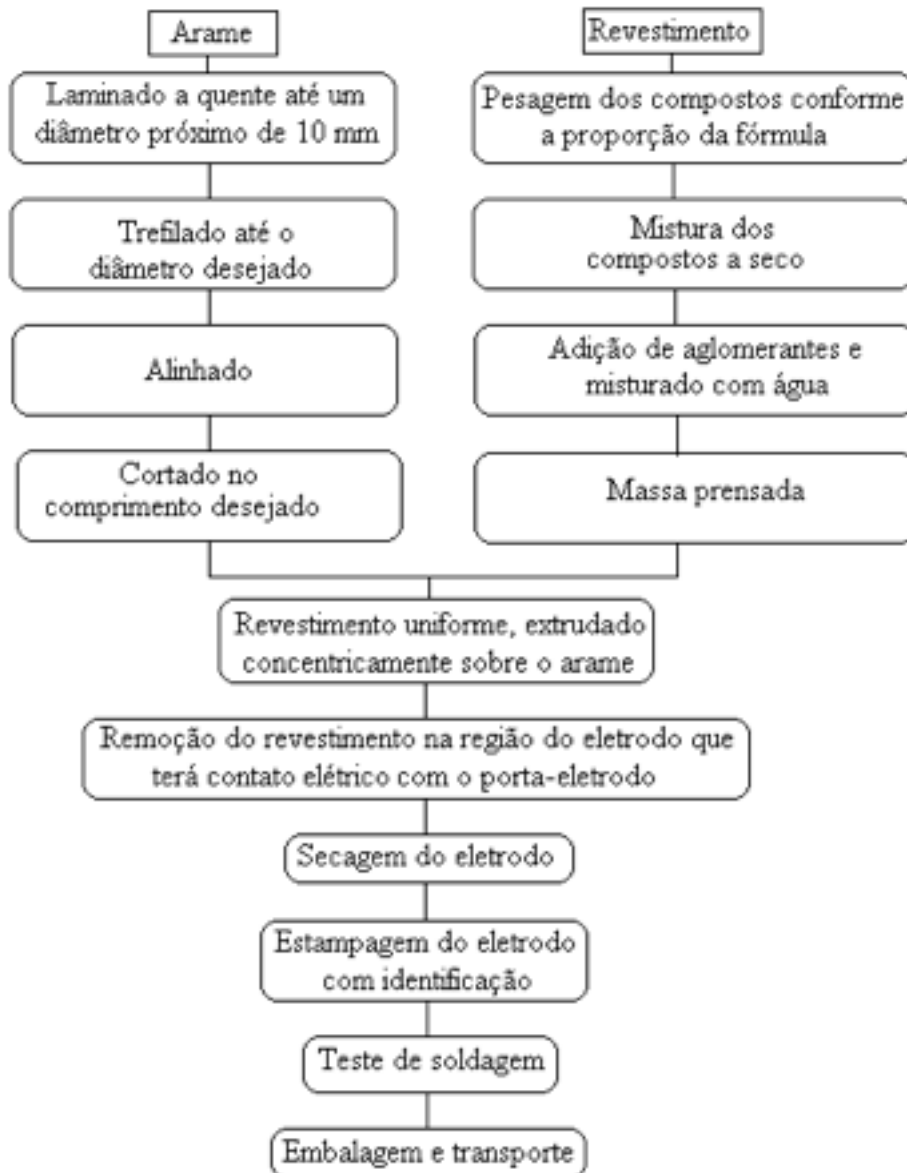 Arame
Laminado a quente até um
diâmetro próximo de 10 mm
Trefilado até o
diâmetro desejado
Alinhado
Cortado no
comprimento desejado
Revestimento
Pesagem dos compostos conforme
a proporção da fórmula
Mistura dos
compostos a seco
Adição de aglomerantes e
misturado com água
Massa prensada
Revestimento uniforme, extrudado
concentricamente sobre o arame
Remoção do revestimento na região do eletrodo que
terá contato elétrico com o porta-eletrodo
Secagem do eletrodo
Estampagem do eletrodo
com identificação
Teste de soldagem
Embalagem e transporte